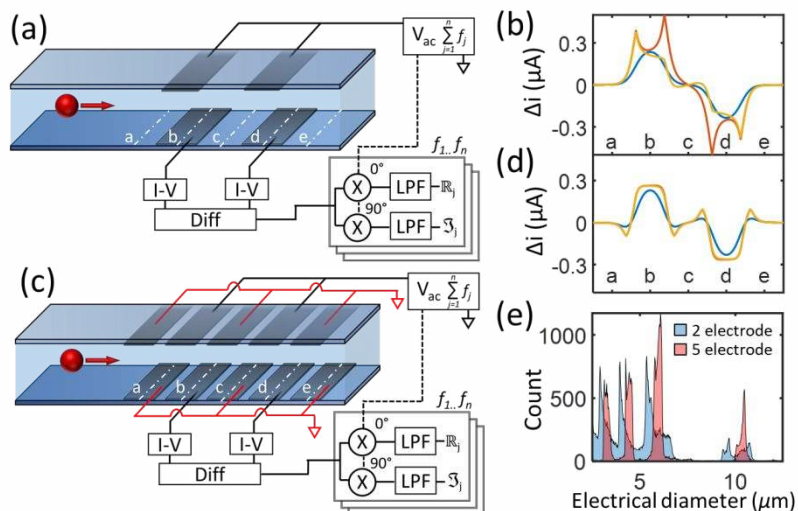 (a)
V_ac ∑_{j=1}^{n} f_j
a b c d e
f_1.. f_n
I-V I-V
Diff
0°
X LPF ℝ_j
90°
X LPF ℑ_j
(b)
Δi (μA)
0.3
0
-0.3
a b c d e
(d)
Δi (μA)
0.3
0
-0.3
a b c d e
(c)
V_ac ∑_{j=1}^{n} f_j
a b c d e
f_1.. f_n
I-V I-V
Diff
0°
X LPF ℝ_j
90°
X LPF ℑ_j
(e)
2 electrode
5 electrode
Count
1000
500
0
5 10
Electrical diameter (μm)